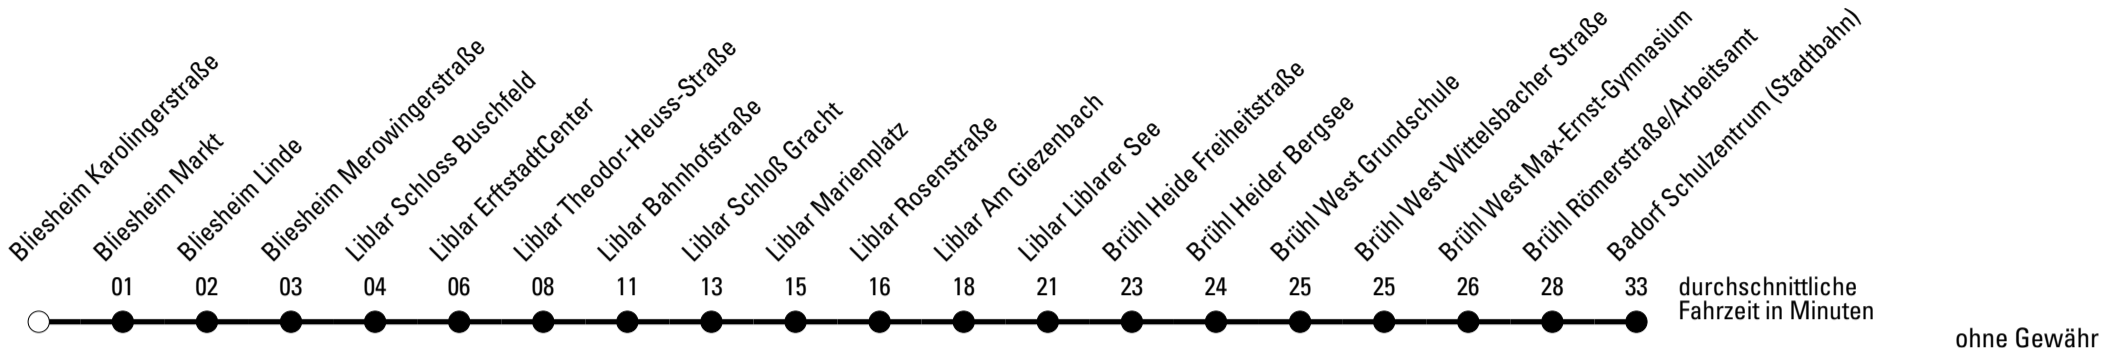 Bliesheim Karolingerstraße
Bliesheim Markt
Bliesheim Linde
Bliesheim Merowingerstraße
Liblar Schloss Buschfeld
Liblar ErftstadtCenter
Liblar Theodor-Heuss-Straße
Liblar Bahnhofstraße
Liblar Schloß Gracht
Liblar Marienplatz
Liblar Rosenstraße
Liblar Am Giezenbach
Liblar Liblarer See
Brühl Heide Freiheitstraße
Brühl Heider Bergsee
Brühl West Grundschule
Brühl West Wittelsbacher Straße
Brühl West Max-Ernst-Gymnasium
Brühl Römerstraße/Arbeitsamt
Badorf Schulzentrum (Stadtbahn)
01 02 03 04 06 08 11 13 15 16 18 21 23 24 25 25 26 28 33 durchschnittliche
Fahrzeit in Minuten
ohne Gewähr